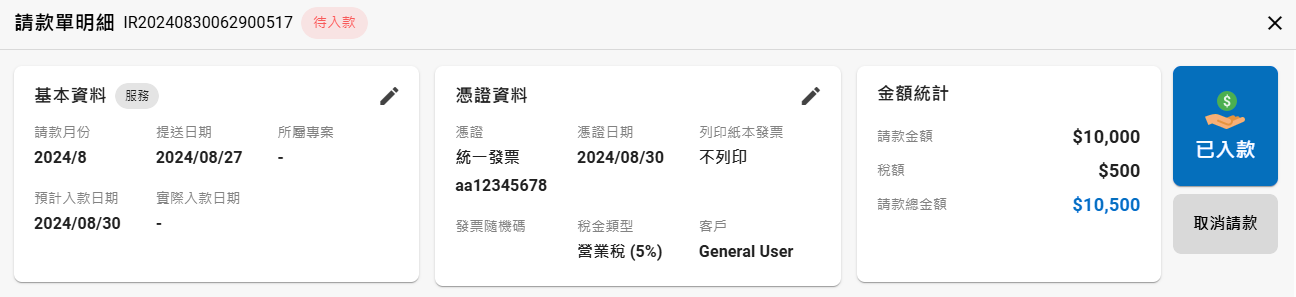 請款單明細 IR20240830062900517 待入款
基本資料 服務
請款月份 提送日期 所屬專案
2024/8 2024/08/27 -
預計入款日期 實際入款日期
2024/08/30 -
憑證資料
憑證 憑證日期 列印紙本發票
統一發票 2024/08/30 不列印
aa12345678
發票隨機碼 稅金類型 客戶
營業稅 (5%) General User
金額統計
請款金額 $10,000
稅額 $500
請款總金額 $10,500
$
已入款
取消請款